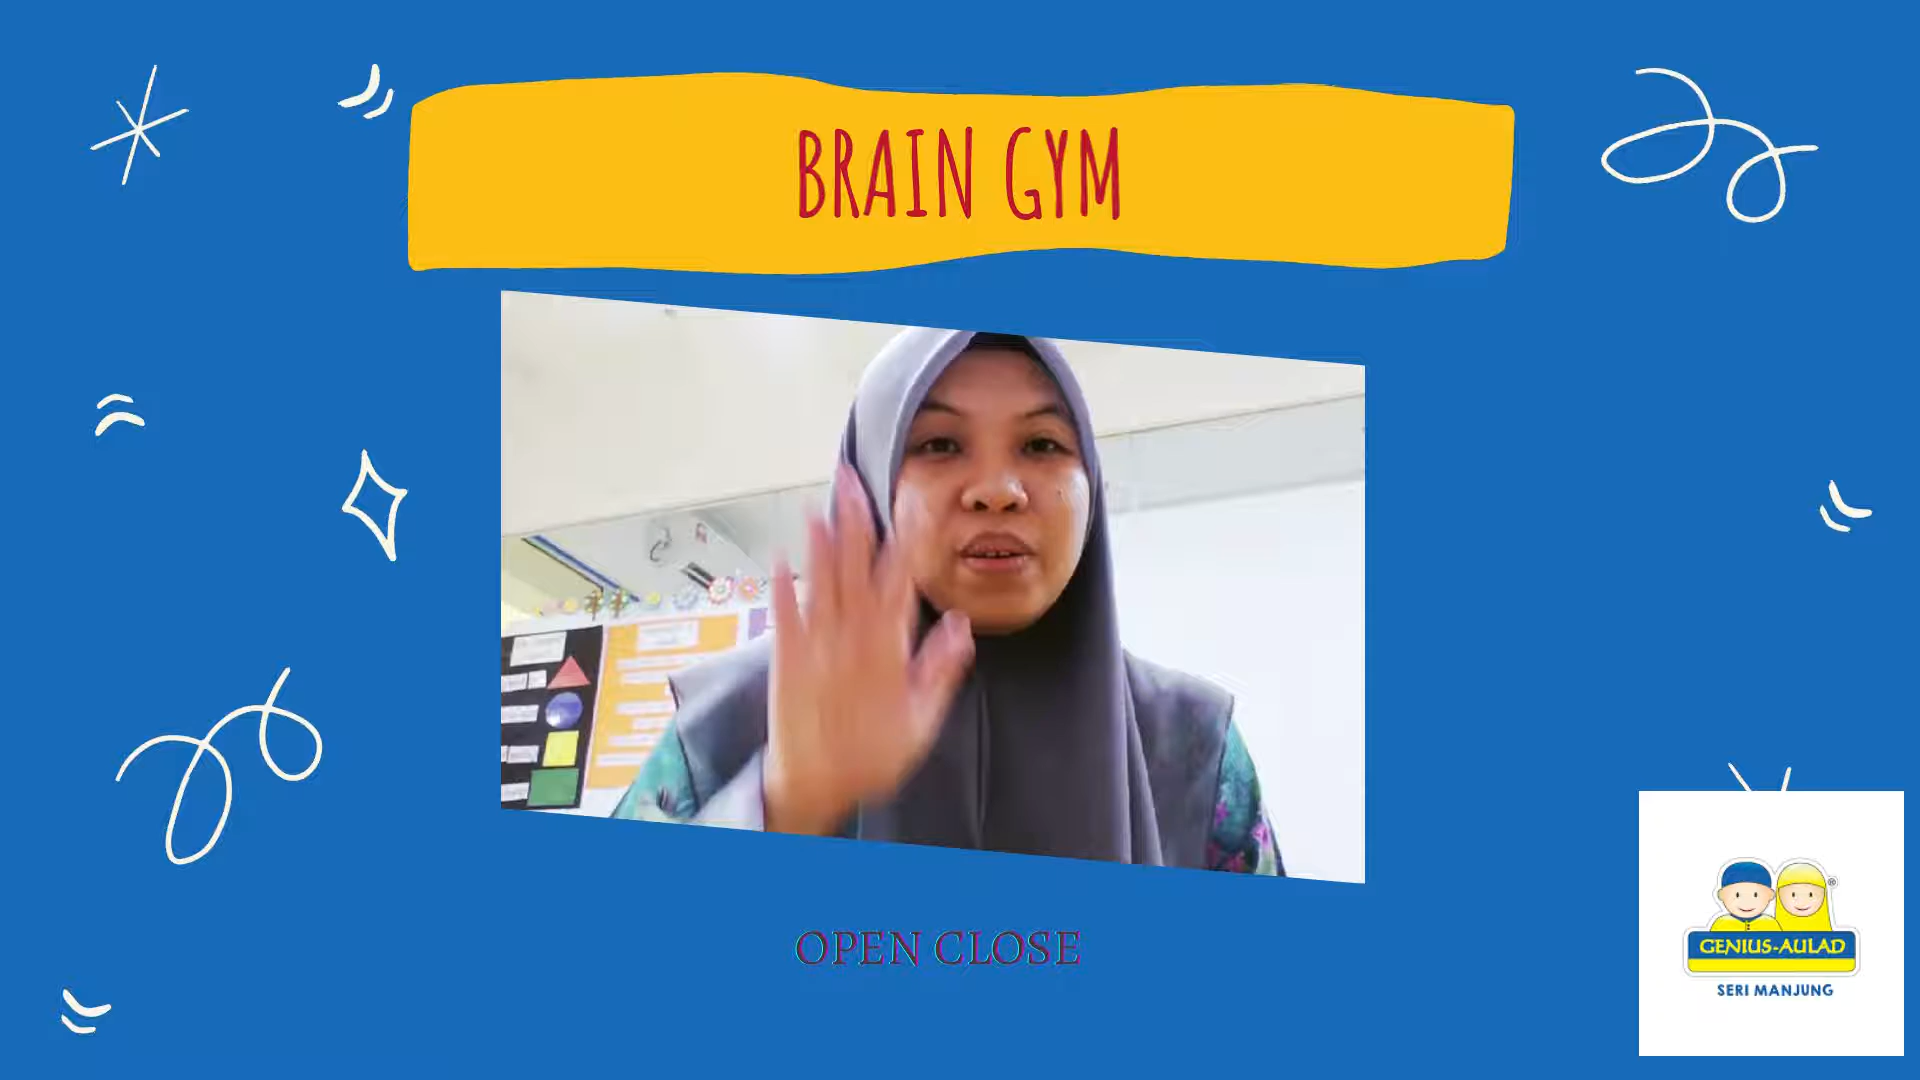 BRAIN GYM
OPEN CLOSE
GENIUS-AULAD
SERI MANJUNG